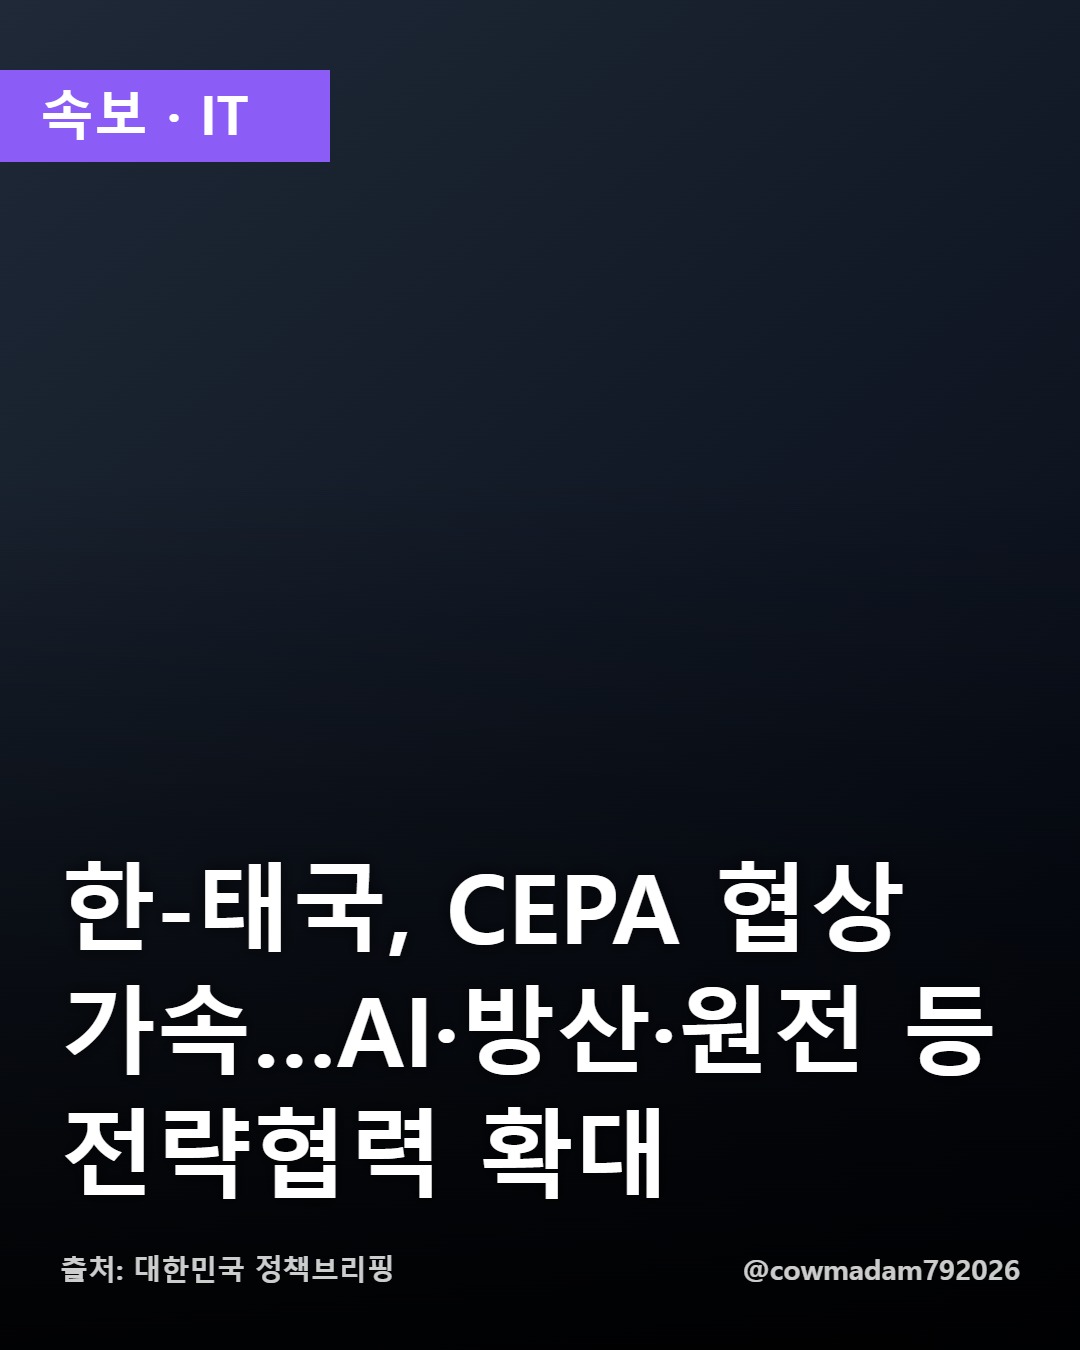 속보 · IT
한-태국, CEPA 협상
가속…AI·방산·원전 등
전략협력 확대
출처: 대한민국 정책브리핑
@cowmadam792026